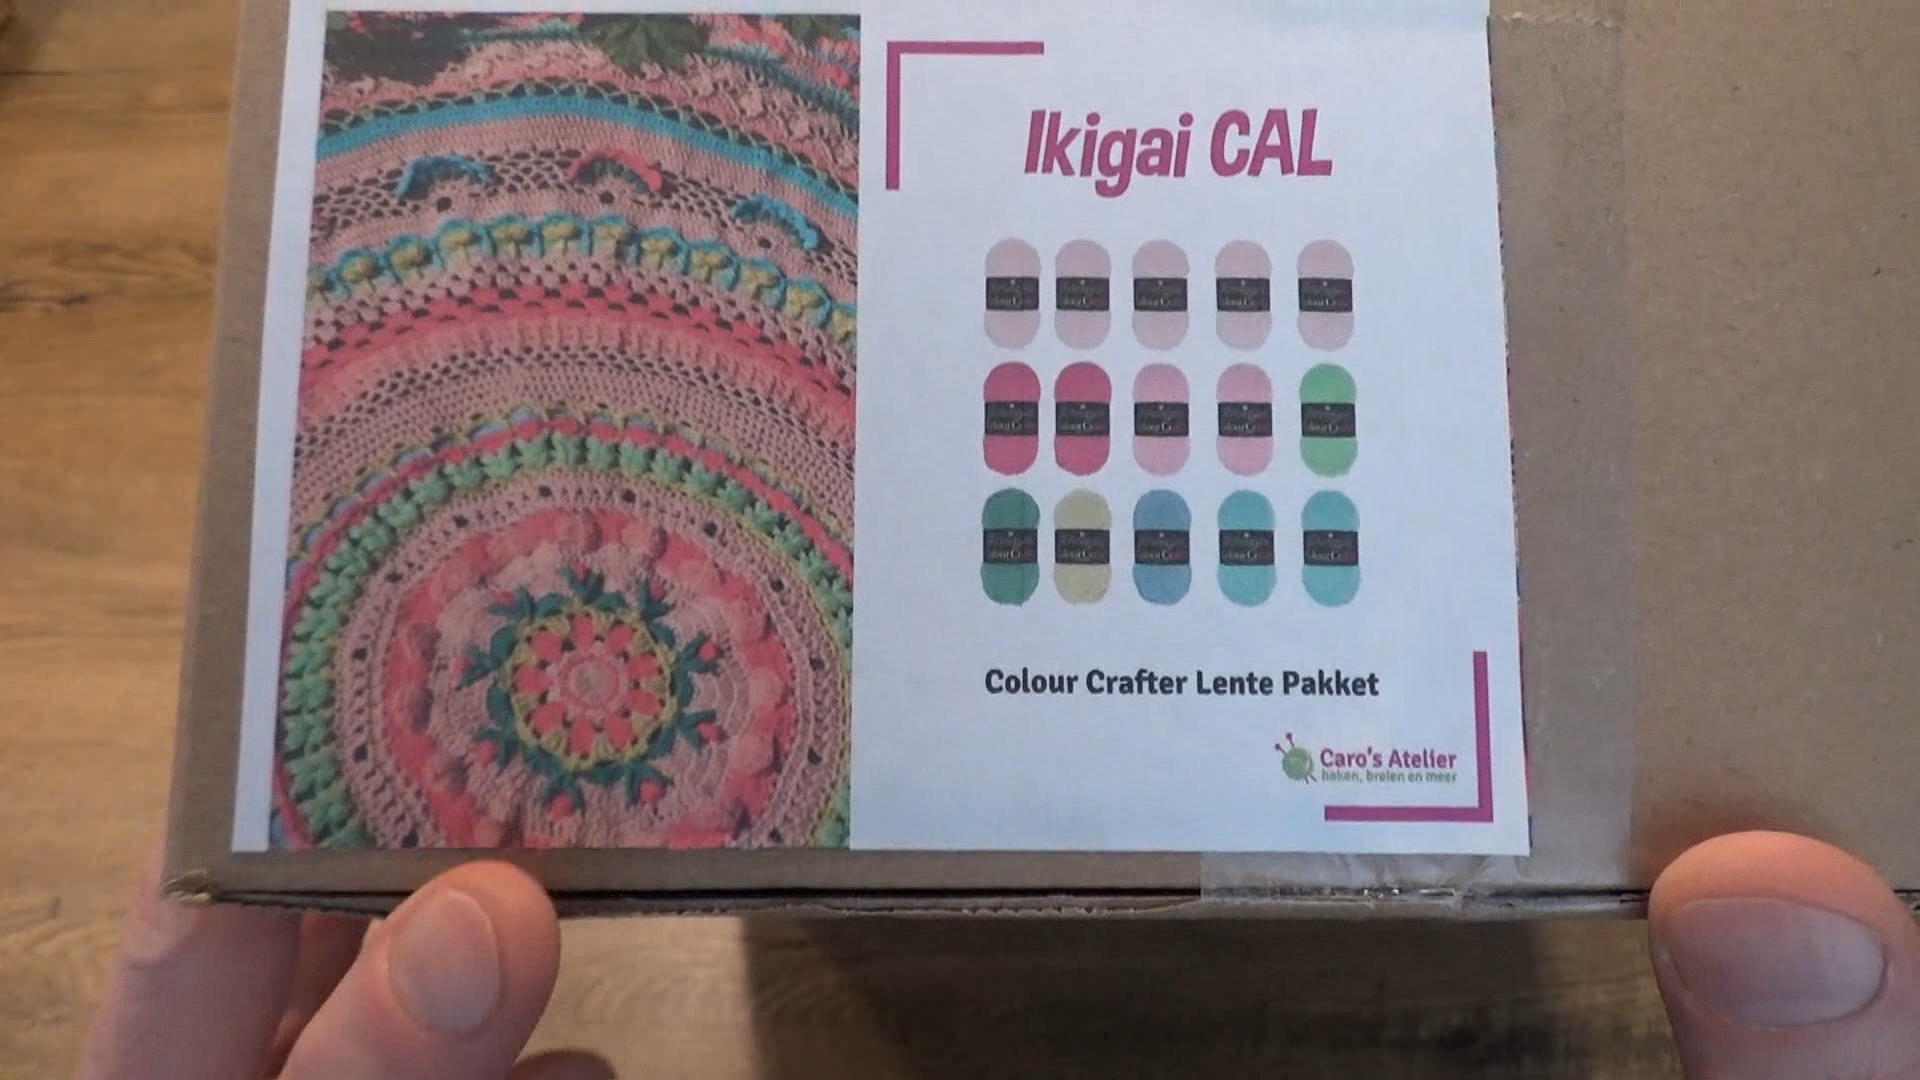 Ikigai CAL
Colour Crafter Lente Pakket
Caro's Atelier
haken, breien en meer